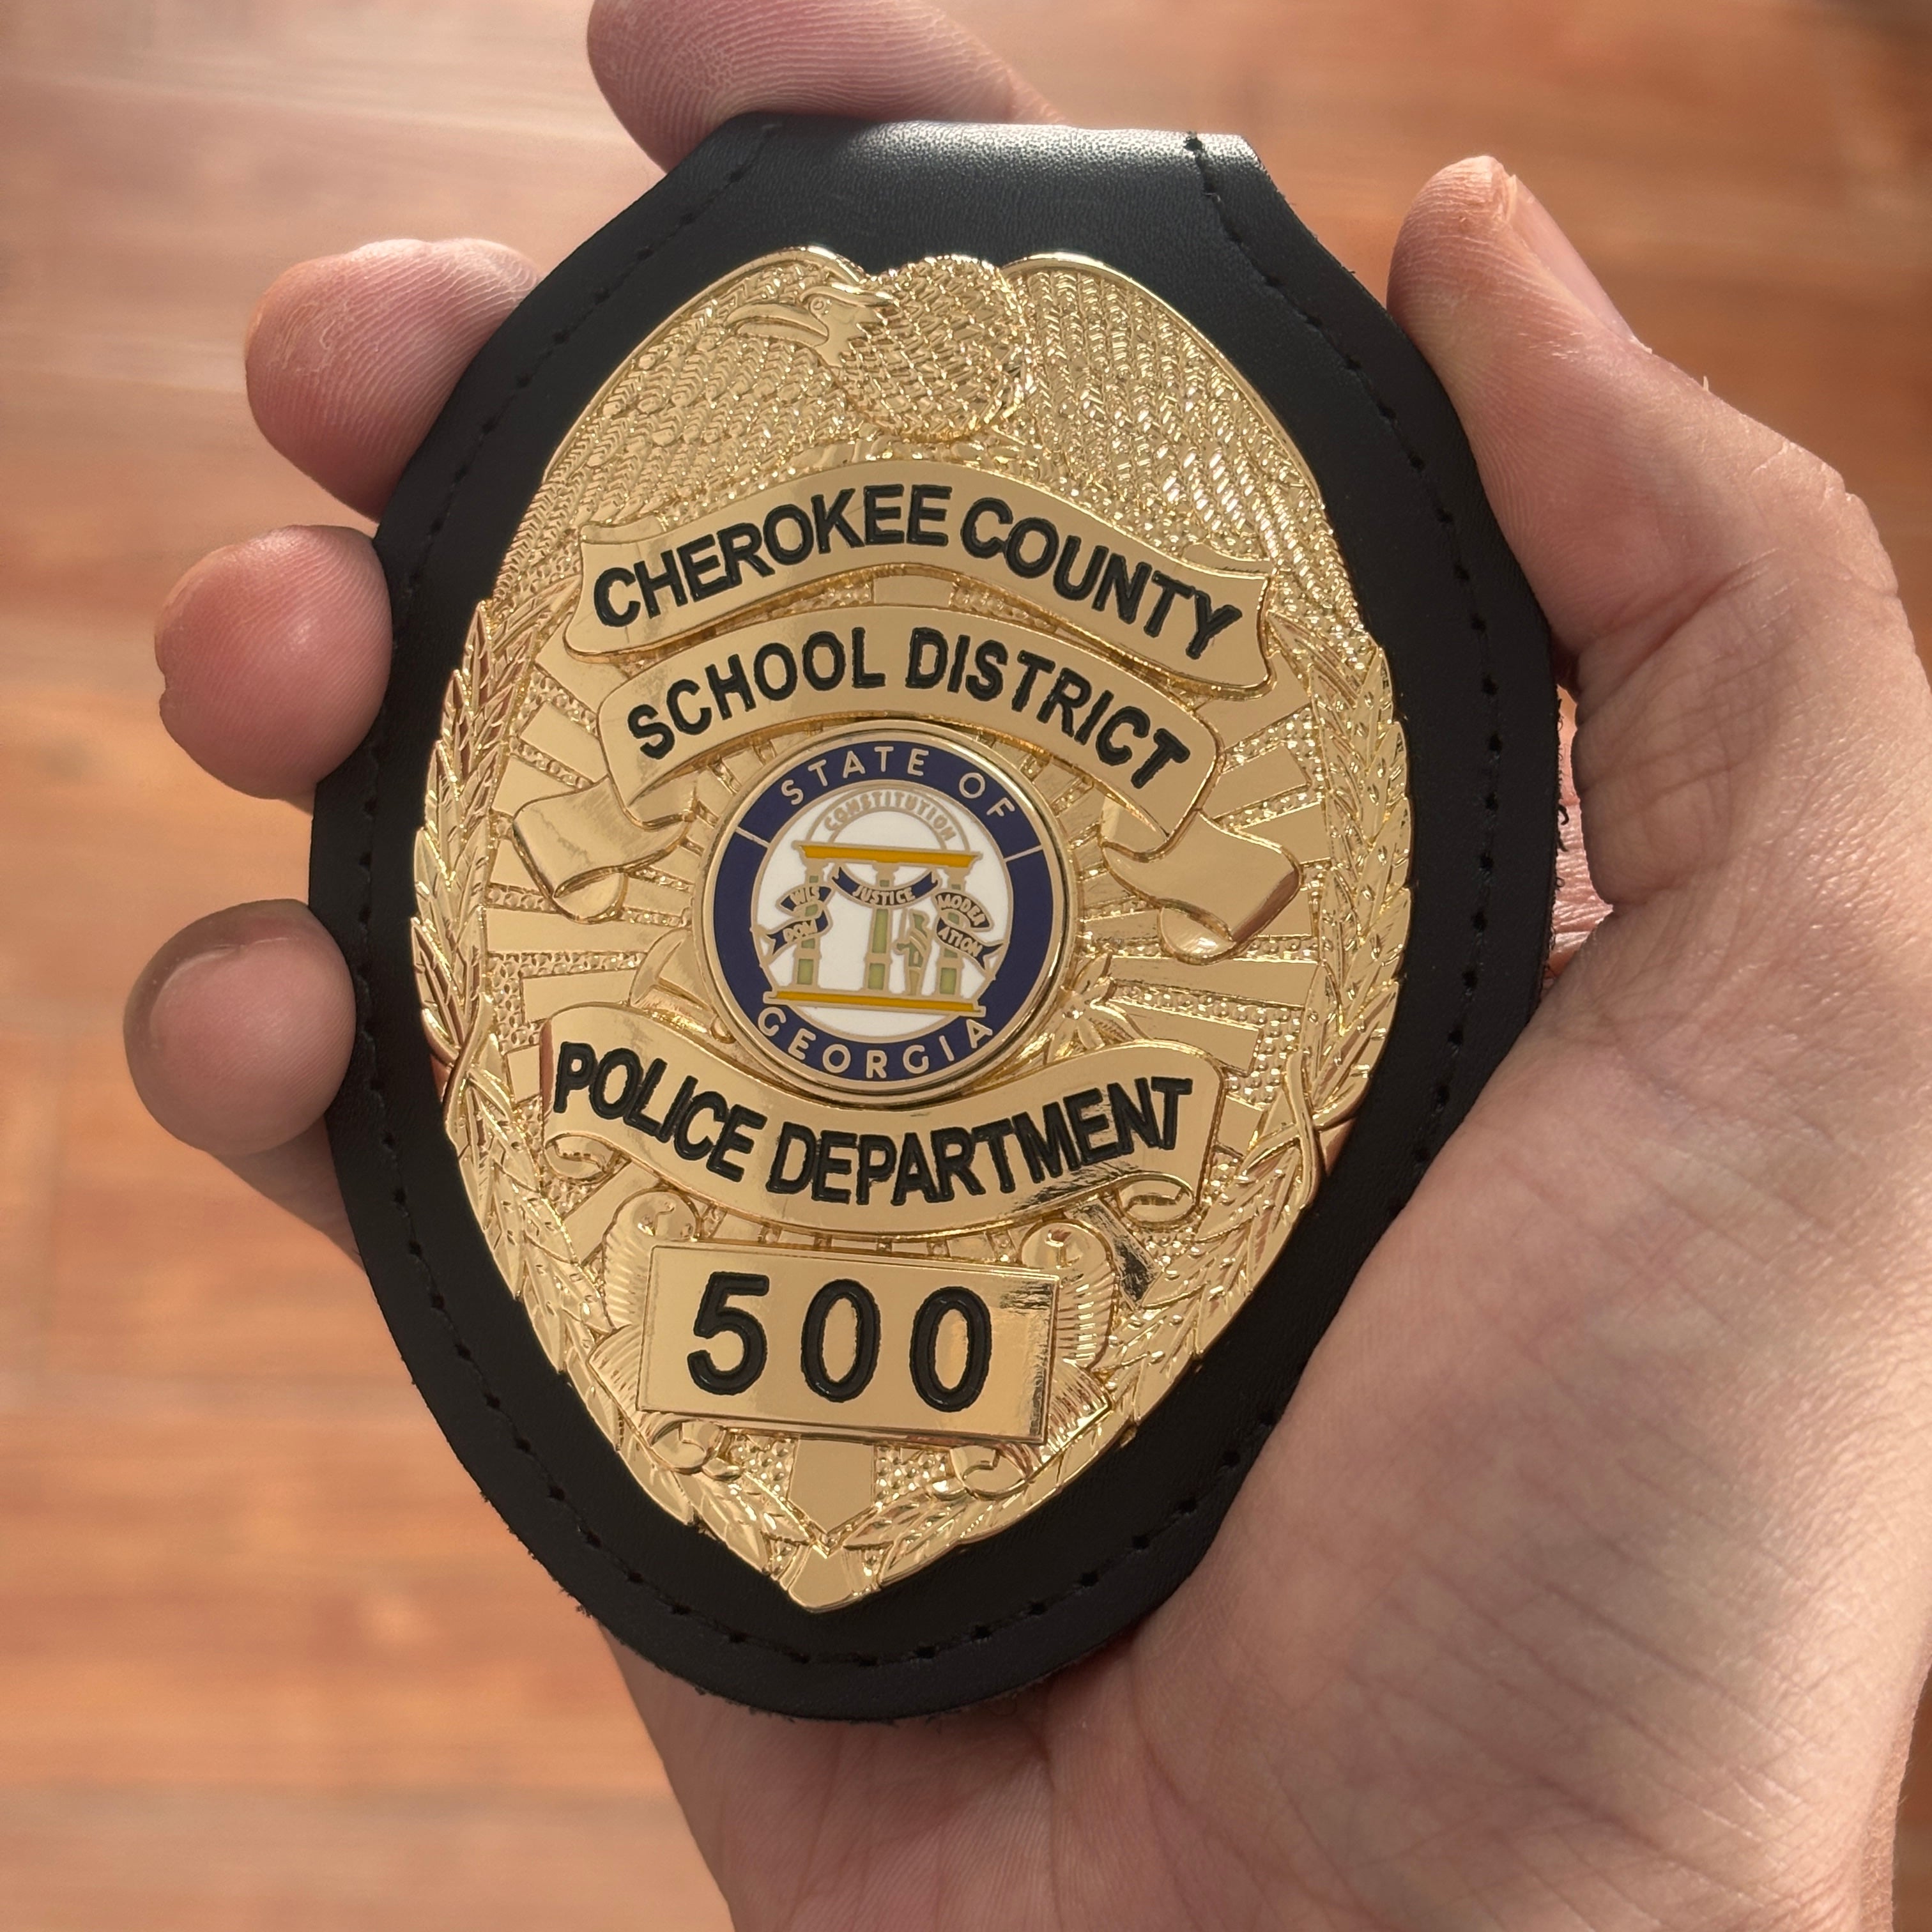 CHEROKEE COUNTY
SCHOOL DISTRICT
STATE OF
CONSTITUTION
WIS
DOM
JUSTICE
MODER
ATION
GEORGIA
POLICE DEPARTMENT
500